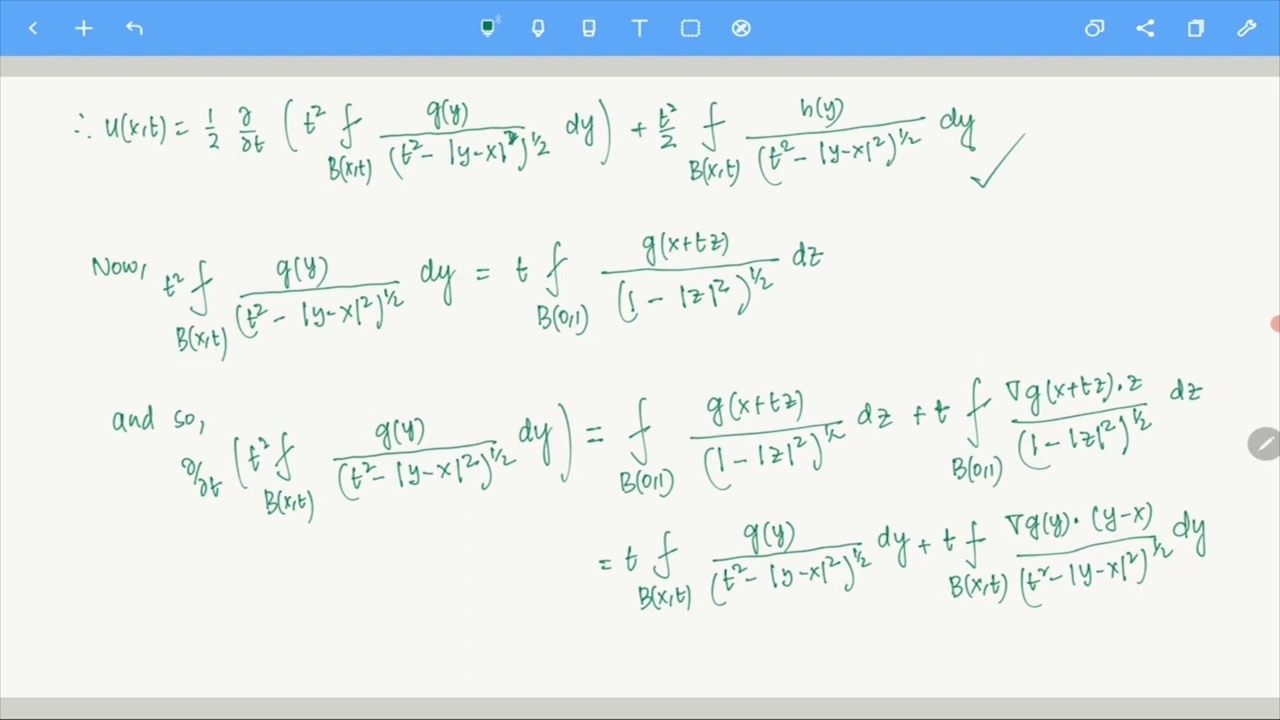 ∴ u(x,t) = 1/2 ∂/∂t (t² ⨍_{B(x,t)} g(y)/(t² - |y-x|²)^{1/2} dy) + t²/2 ⨍_{B(x,t)} h(y)/(t² - |y-x|²)^{1/2} dy ✓
Now, t² ⨍_{B(x,t)} g(y)/(t² - |y-x|²)^{1/2} dy = t ⨍_{B(0,1)} g(x+tz)/(1 - |z|²)^{1/2} dz
and so, ∂/∂t (t² ⨍_{B(x,t)} g(y)/(t² - |y-x|²)^{1/2} dy) = ⨍_{B(0,1)} g(x+tz)/(1 - |z|²)^{1/2} dz + t ⨍_{B(0,1)} ∇g(x+tz)·z/(1 - |z|²)^{1/2} dz
= t ⨍_{B(x,t)} g(y)/(t² - |y-x|²)^{1/2} dy + t ⨍_{B(x,t)} ∇g(y)·(y-x)/(t² - |y-x|²)^{1/2} dy